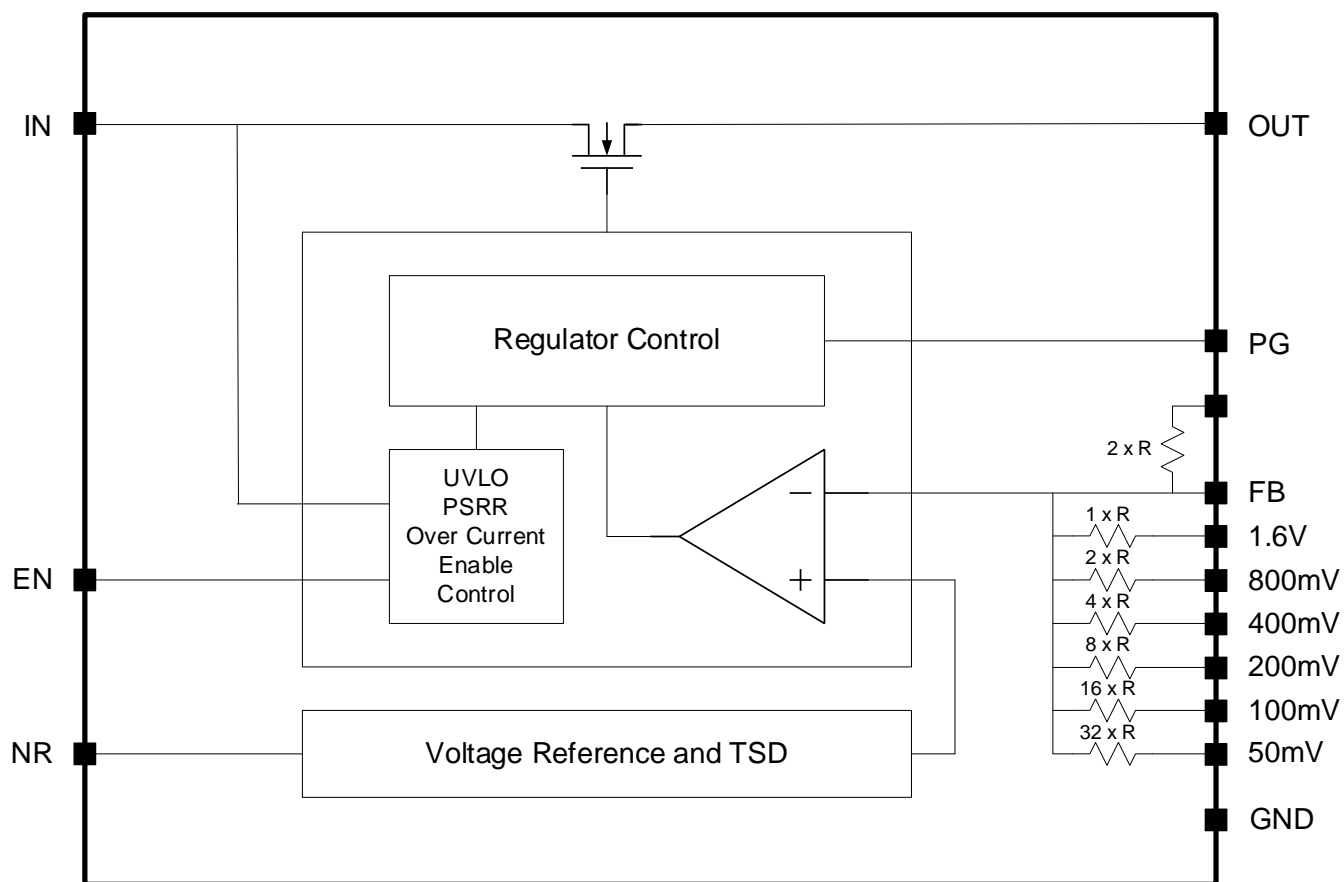 IN
OUT
Regulator Control
PG
2 x R
UVLO
PSRR
Over Current
Enable
Control
FB
1 x R
1.6V
EN
2 x R
800mV
4 x R
400mV
8 x R
200mV
16 x R
100mV
NR
Voltage Reference and TSD
32 x R
50mV
GND